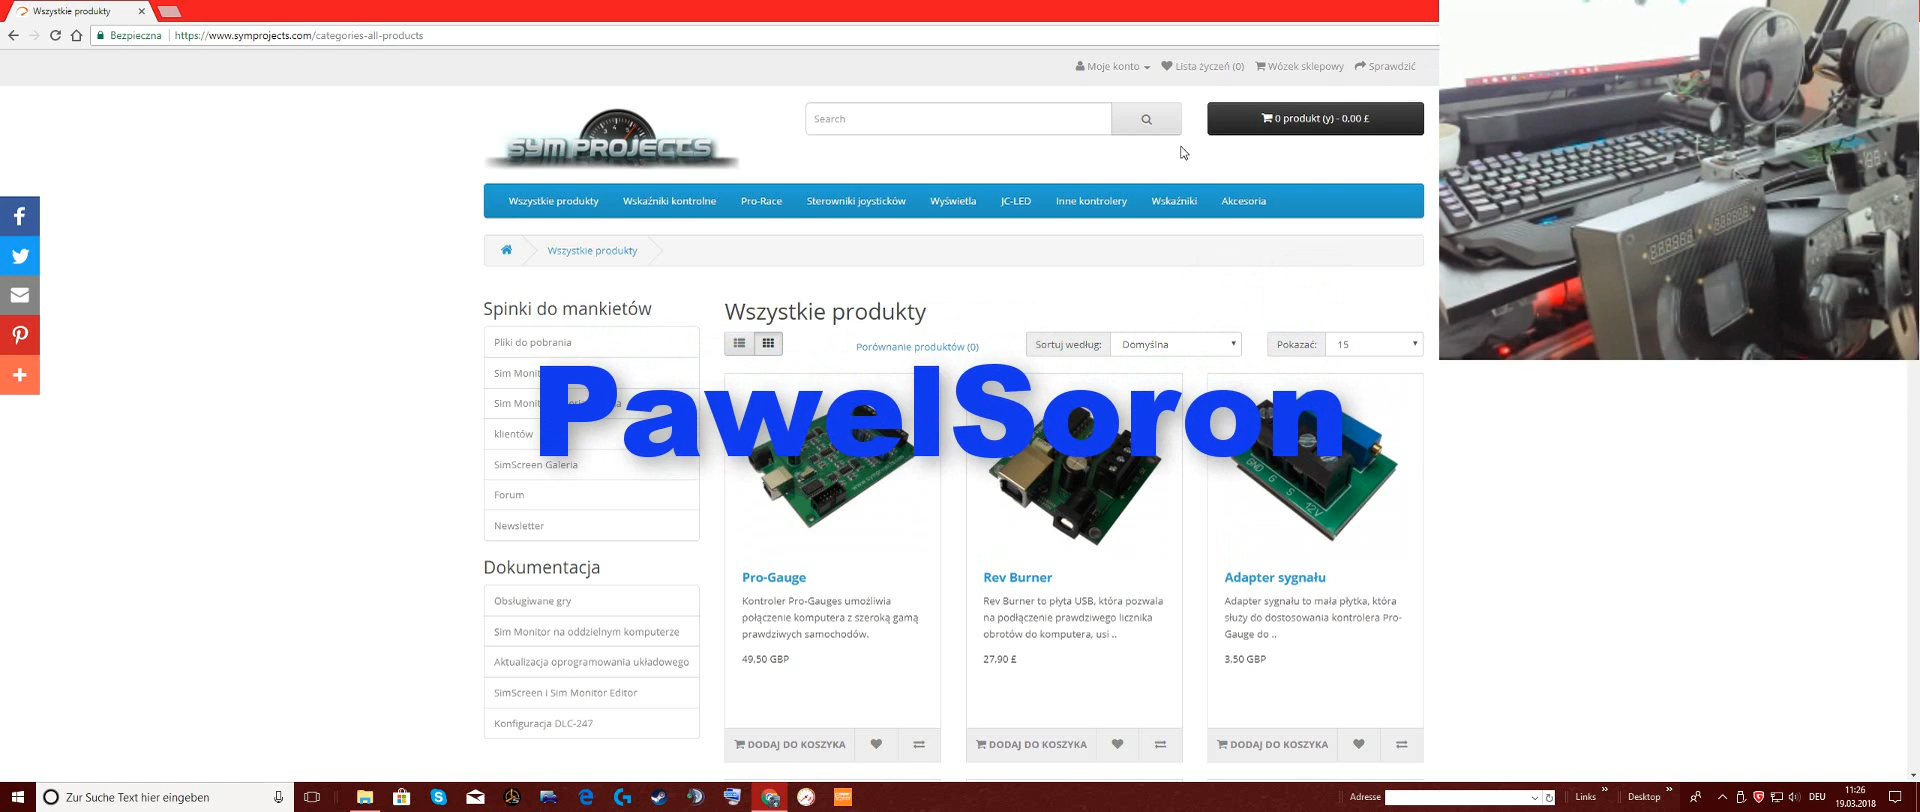 Wszystkie produkty
Bezpieczna
https://www.symprojects.com/categories-all-products
Moje konto
Lista życzeń (0)
Wózek sklepowy
Sprawdzić
SYM PROJECTS
Search
0 produkt (y) - 0,00 £
Wszystkie produkty
Wskaźniki kontrolne
Pro-Race
Sterowniki joysticków
Wyświetla
JC-LED
Inne kontrolery
Wskaźniki
Akcesoria
Wszystkie produkty
Spinki do mankietów
Pliki do pobrania
Sim
Sim
klientów
SimScreen Galeria
Forum
Newsletter
Dokumentacja
Obsługiwane gry
Sim Monitor na oddzielnym komputerze
Aktualizacja oprogramowania układowego
SimScreen i Sim Monitor Editor
Konfiguracja DLC-247
Wszystkie produkty
Porównanie produktów (0)
Sortuj według:
Domyślna
Pokazać:
15
PawelSoron
GND
G
S
12V
Pro-Gauge
Kontroler Pro-Gauges umożliwia
połączenie komputera z szeroką gamą
prawdziwych samochodów.
49,50 GBP
DODAJ DO KOSZYKA
Rev Burner
Rev Burner to płyta USB, która pozwala
na podłączenie prawdziwego licznika
obrotów do komputera, usi ..
27,90 £
DODAJ DO KOSZYKA
Adapter sygnału
Adapter sygnału to mała płytka, która
służy do dostosowania kontrolera Pro-
Gauge do ..
3,50 GBP
DODAJ DO KOSZYKA
Zur Suche Text hier eingeben
Adresse
Links
Desktop
DEU
11:26
19.03.2018